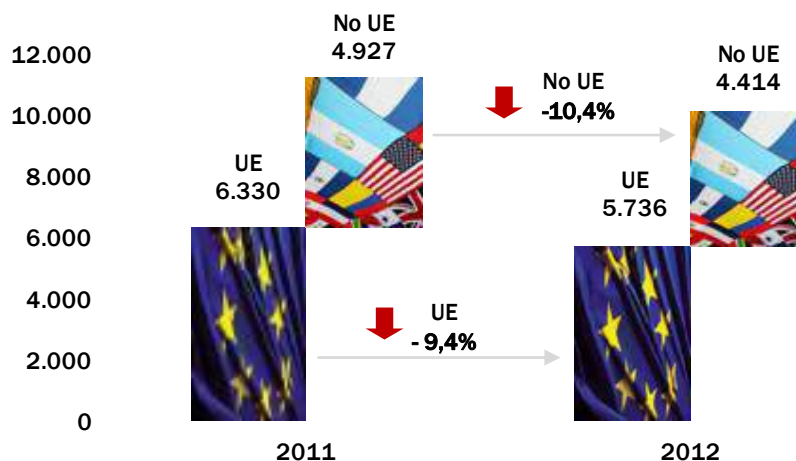 No UE
4.927
No UE
4.414
12.000
10.000
8.000
6.000
4.000
2.000
0
No UE
-10,4%
UE
6.330
UE
5.736
UE
- 9,4%
2011
2012